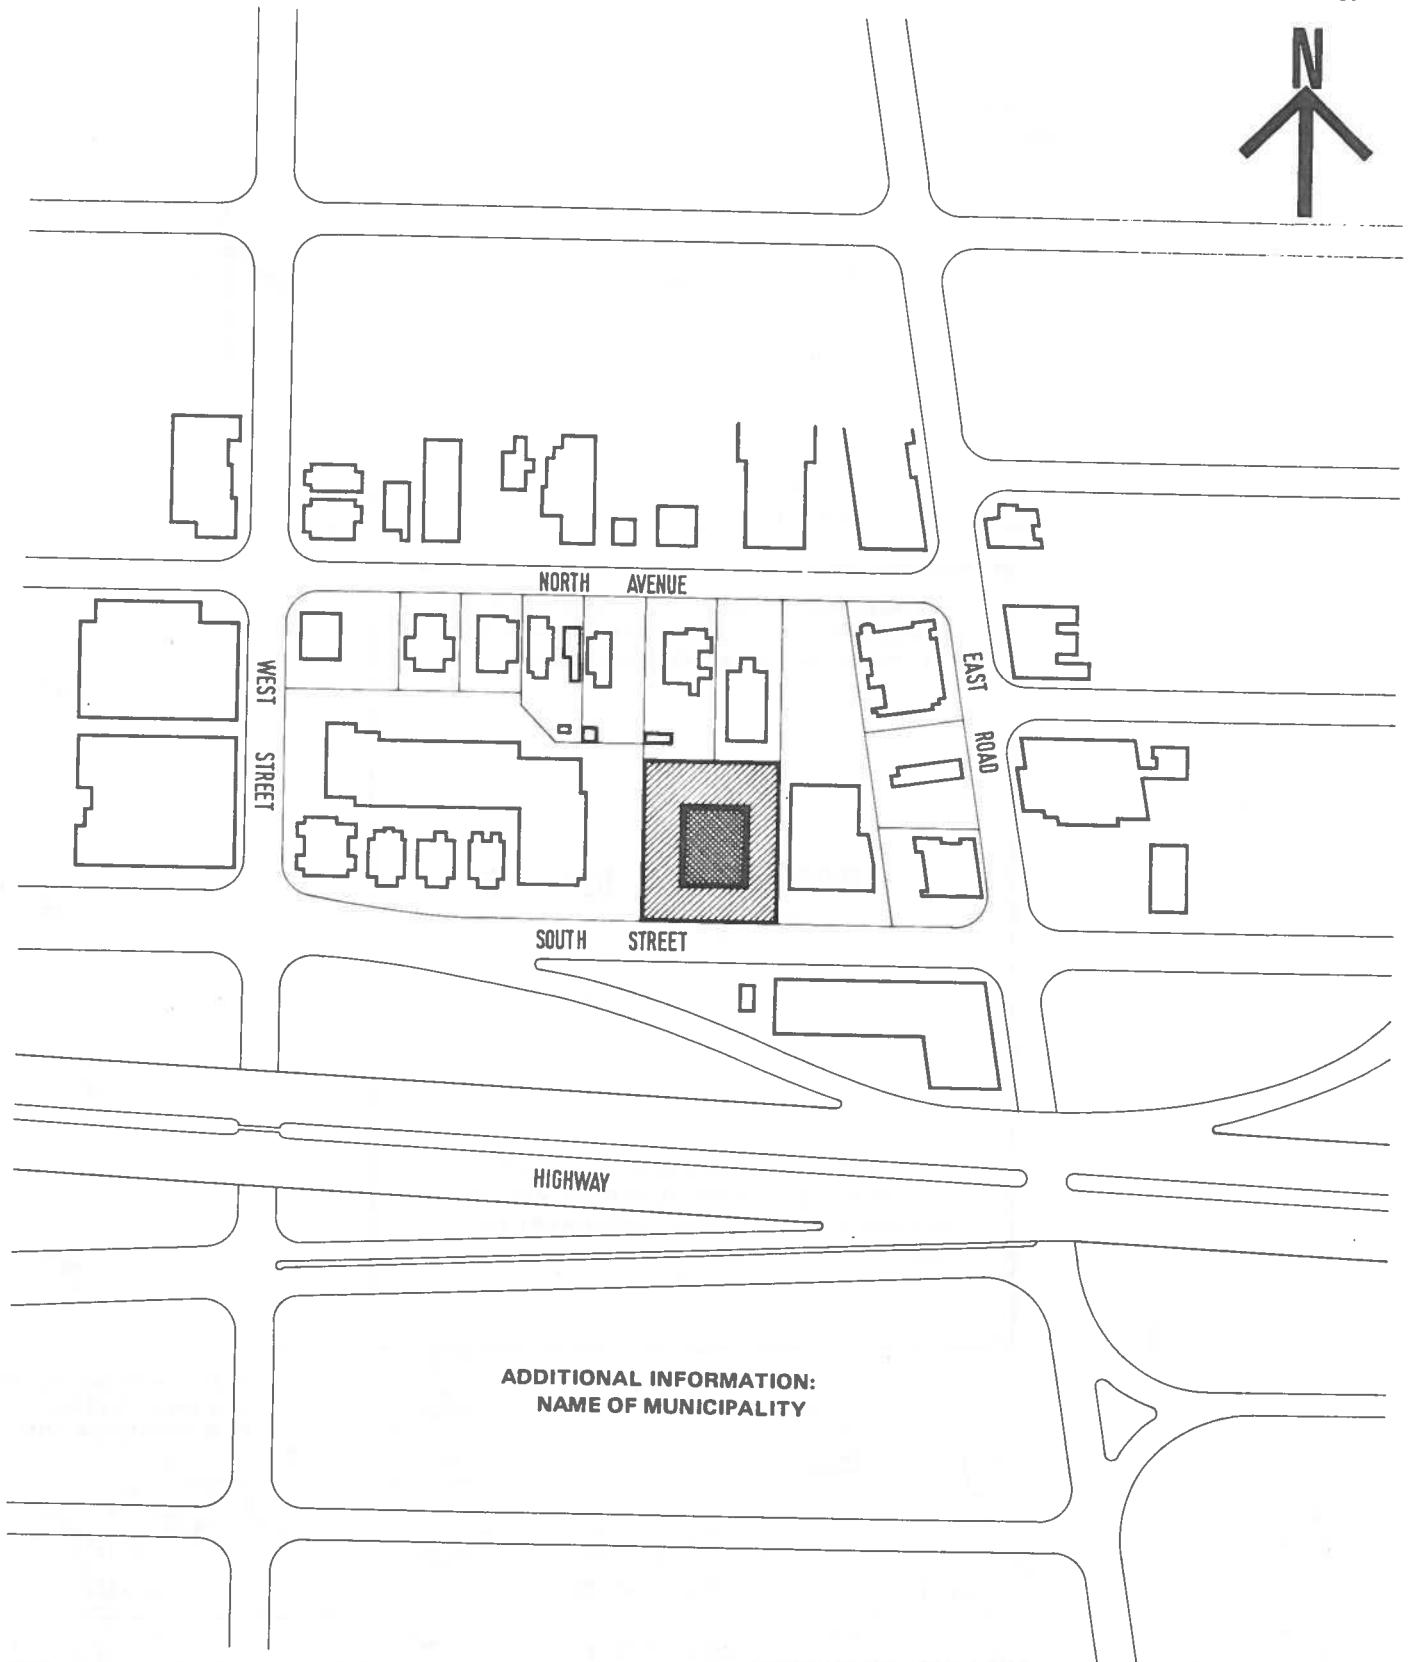 N
NORTH AVENUE
WEST STREET
EAST ROAD
SOUTH STREET
HIGHWAY
ADDITIONAL INFORMATION:
NAME OF MUNICIPALITY